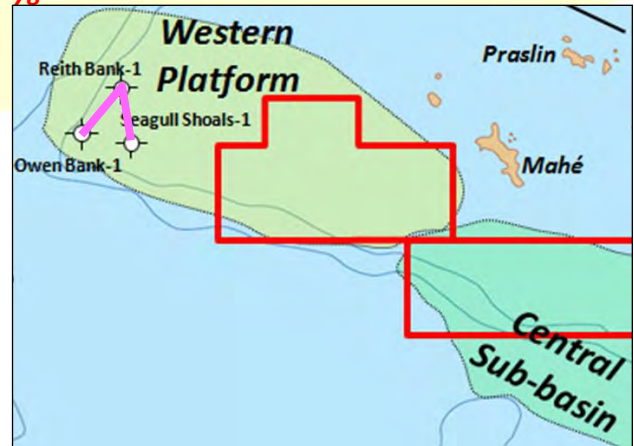 Western
Platform
Praslin
Reith Bank-1
Seagull Shoals-1
Owen Bank-1
Mahé
Central
Sub-basin